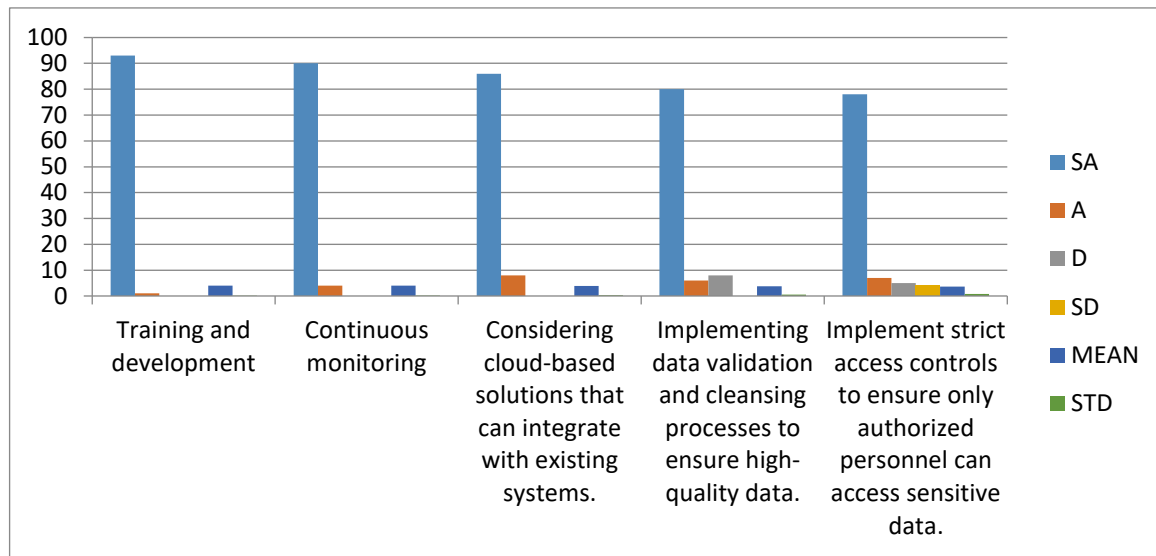 100
90
80
70
60
50
40
30
20
10
0
Training and
development
Continuous
monitoring
Considering
cloud-based
solutions that
can integrate
with existing
systems.
Implementing
data validation
and cleansing
processes to
ensure high-
quality data.
Implement strict
access controls
to ensure only
authorized
personnel can
access sensitive
data.
SA
A
D
SD
MEAN
STD